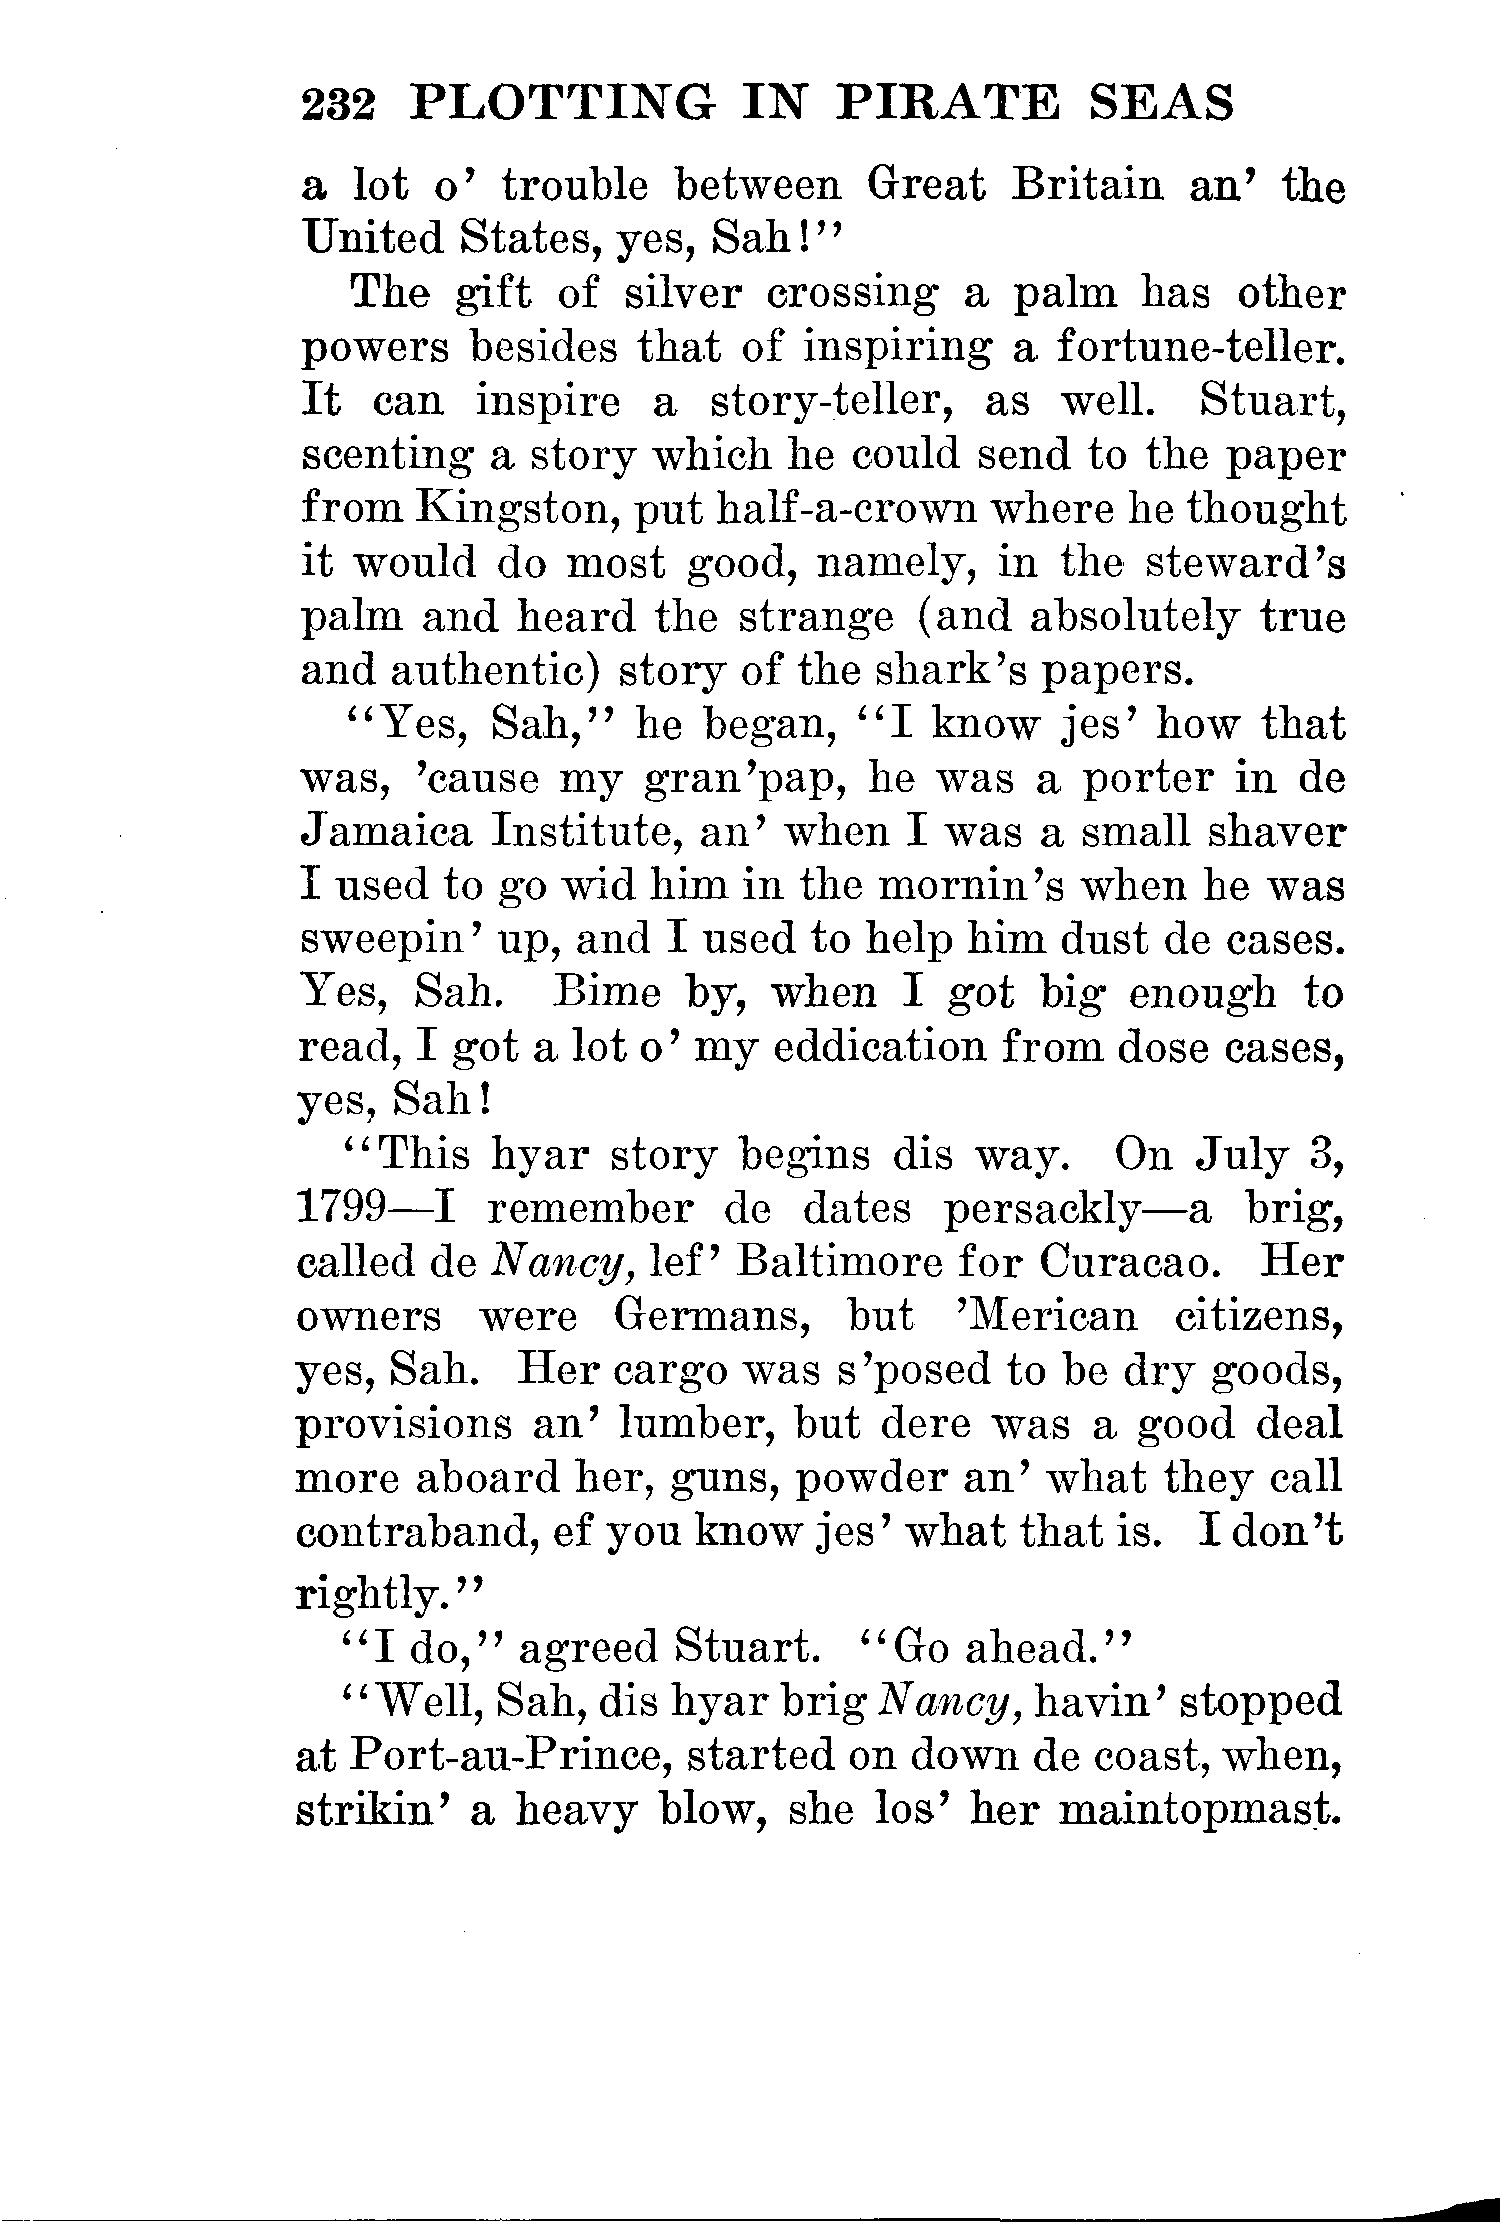 232 PLOTTING IN PIRATE SEAS
a lot o’ trouble between Great Britain an’ the
United States, yes, Sah!”
The gift of silver crossing a palm has other
powers besides that of inspiring a fortune-teller.
It can inspire a story-teller, as well. Stuart,
scenting a story which he could send to the paper
from Kingston, put half-a-crown where he thought
it would do most good, namely, in the steward’s
palm and heard the strange (and absolutely true
and authentic) story of the shark’s papers.
“Yes, Sah,” he began, “I know jes’ how that
was, ’cause my gran’pap, he was a porter in de
Jamaica Institute, an’ when I was a small shaver
I used to go wid him in the mornin’s when he was
sweepin’ up, and I used to help him dust de cases.
Yes, Sah. Bime by, when I got big enough to
read, I got a lot o’ my eddication from dose cases,
yes, Sah!
“This hyar story begins dis way. On July 3,
1799—I remember de dates persackly—a brig,
called de Nancy, lef’ Baltimore for Curacao. Her
owners were Germans, but ’Merican citizens,
yes, Sah. Her cargo was s’posed to be dry goods,
provisions an’ lumber, but dere was a good deal
more aboard her, guns, powder an’ what they call
contraband, ef you know jes’ what that is. I don’t
rightly.”
“I do,” agreed Stuart. “Go ahead.”
“Well, Sah, dis hyar brig Nancy, havin’ stopped
at Port-au-Prince, started on down de coast, when,
strikin’ a heavy blow, she los’ her maintopmast.